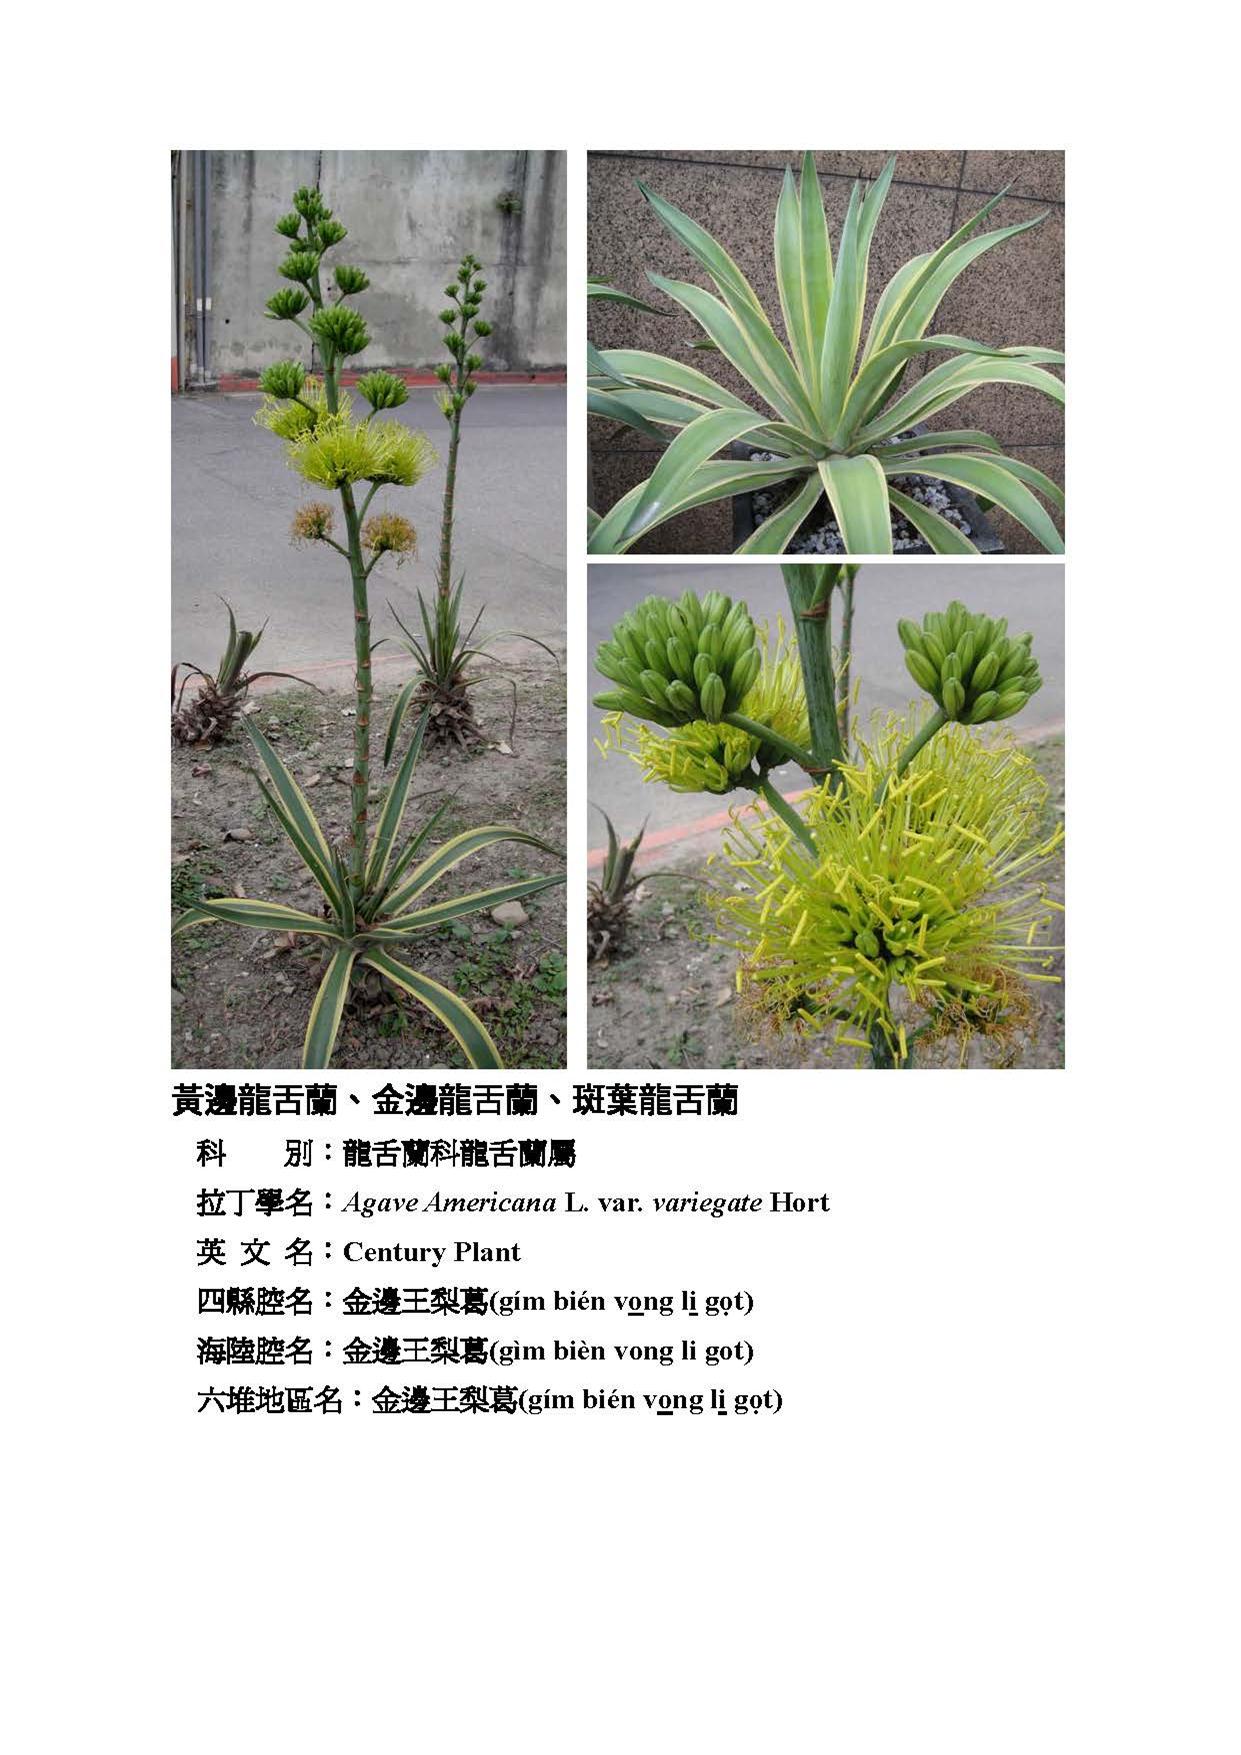 黃邊龍舌蘭、金邊龍舌蘭、斑葉龍舌蘭
科　　別：龍舌蘭科龍舌蘭屬
拉丁學名：Agave Americana L. var. variegate Hort
英 文 名：Century Plant
四縣腔名：金邊王梨葛(gím bién vo̲ng li̲ gọt)
海陸腔名：金邊王梨葛(gìm bièn vong li got)
六堆地區名：金邊王梨葛(gím bién vo̲ng li̲ gọt)